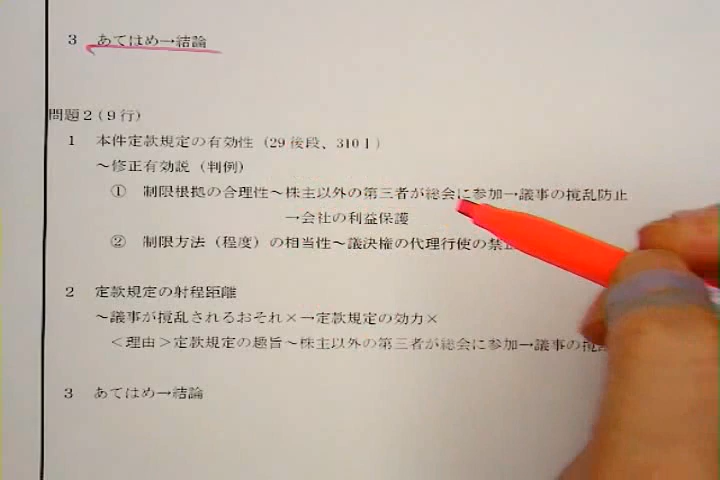 3 あてはめ→結論
問題2(9行)
1 本件定款規定の有効性(29後段、310Ⅰ)
~修正有効説(判例)
① 制限根拠の合理性~株主以外の第三者が総会に参加→議事の攪乱防止
→会社の利益保護
② 制限方法(程度)の相当性~議決権の代理行使の禁
2 定款規定の射程距離
~議事が攪乱されるおそれ×→定款規定の効力×
<理由>定款規定の趣旨~株主以外の第三者が総会に参加→議事の攪
3 あてはめ→結論